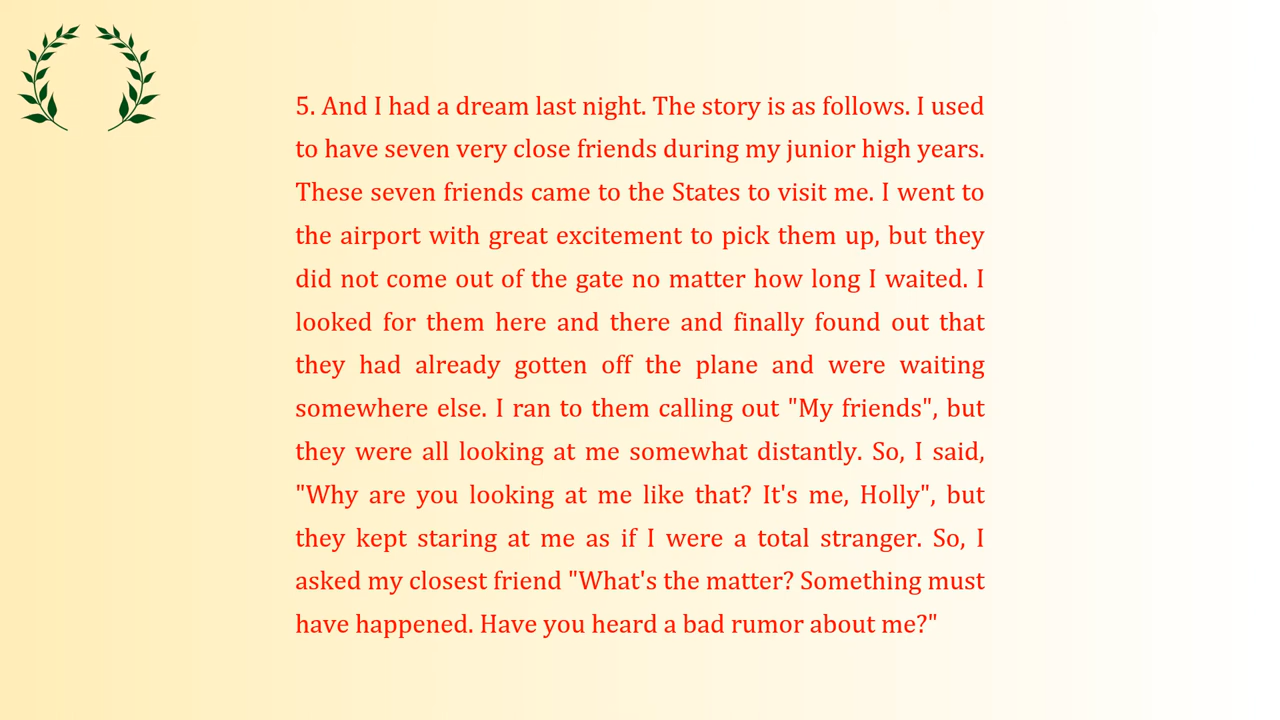 5. And I had a dream last night. The story is as follows. I used
to have seven very close friends during my junior high years.
These seven friends came to the States to visit me. I went to
the airport with great excitement to pick them up, but they
did not come out of the gate no matter how long I waited. I
looked for them here and there and finally found out that
they had already gotten off the plane and were waiting
somewhere else. I ran to them calling out "My friends", but
they were all looking at me somewhat distantly. So, I said,
"Why are you looking at me like that? It's me, Holly", but
they kept staring at me as if I were a total stranger. So, I
asked my closest friend "What's the matter? Something must
have happened. Have you heard a bad rumor about me?"